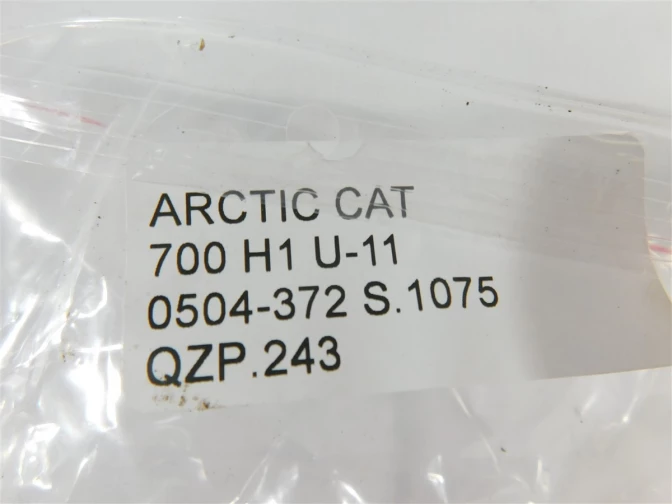 ARCTIC CAT
700 H1 U-11
0504-372 S.1075
QZP.243